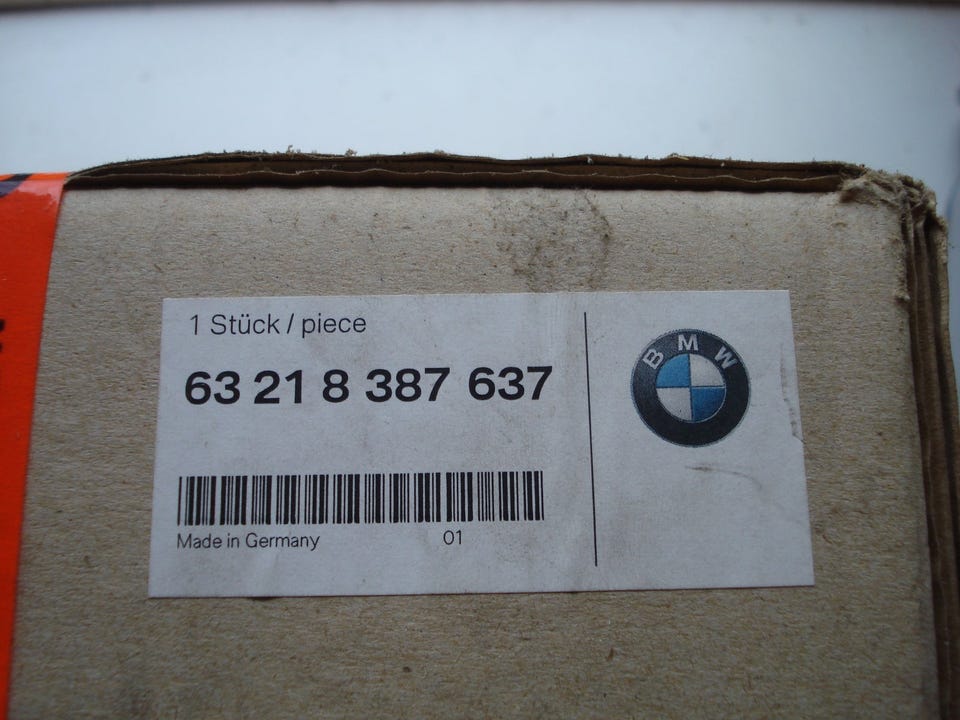 1 Stück / piece
63 21 8 387 637
BMW
Made in Germany 01